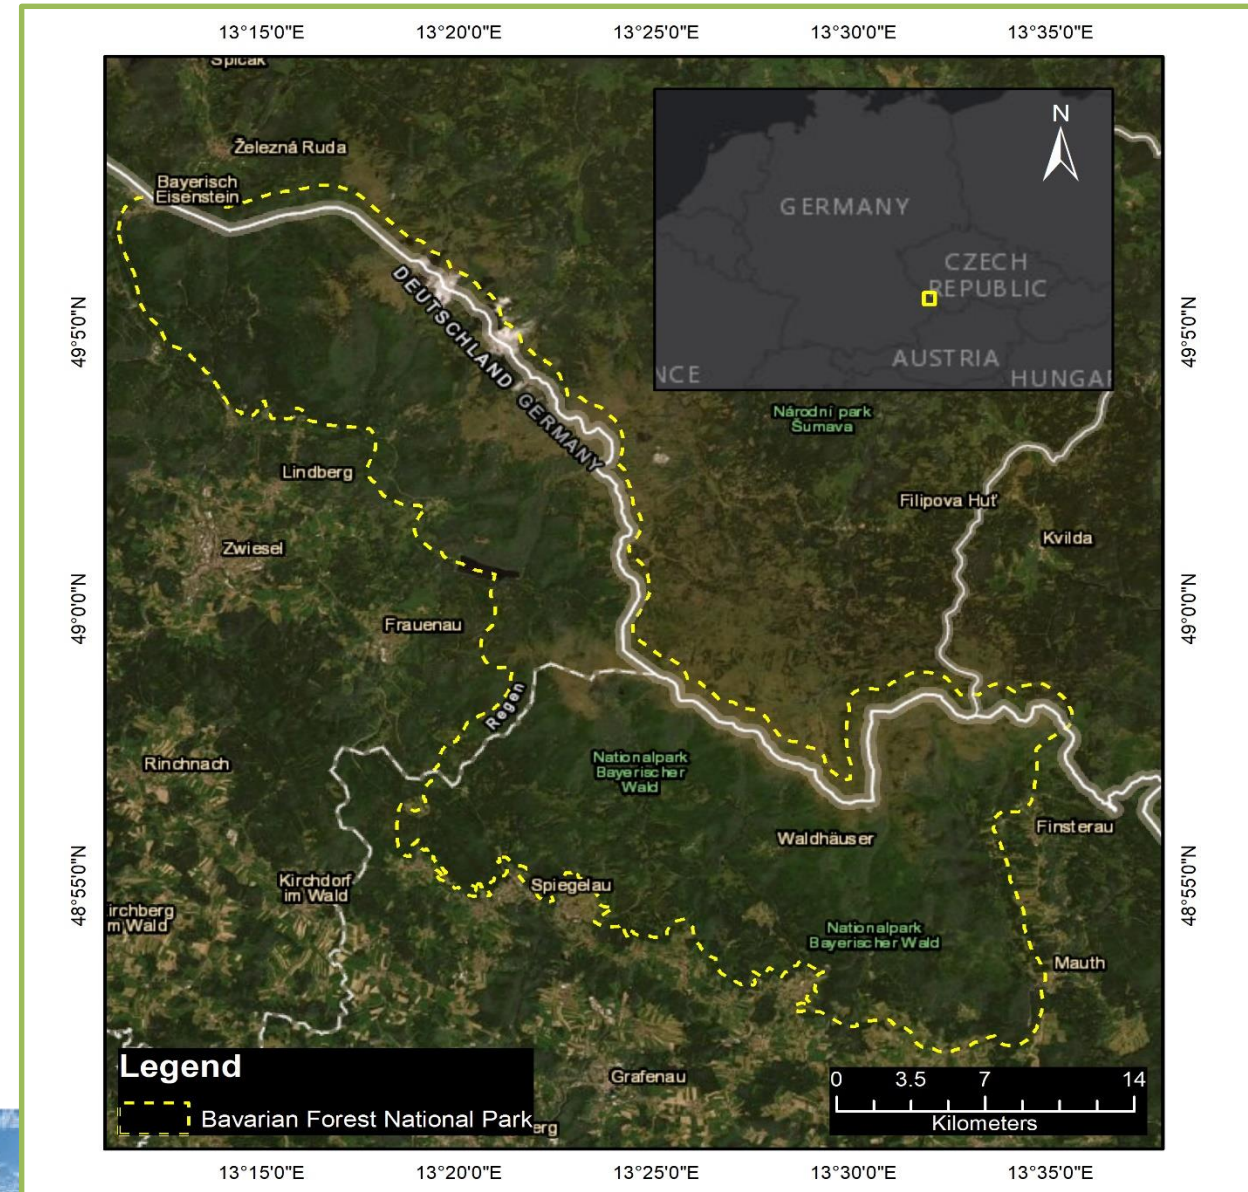 13°15'0"E 13°20'0"E 13°25'0"E 13°30'0"E 13°35'0"E
Špičák
Železná Ruda
Bayerisch
Eisenstein
N
GERMANY
CZECH
REPUBLIC
AUSTRIA
NCE
HUNGA
49°5'0"N
49°5'0"N
DEUTSCHLAND GERMANY
Národní park
Šumava
Lindberg
Filipova Huť
Zwiesel
Kvilda
49°0'0"N
49°0'0"N
Frauenau
Regen
Rinchnach
Nationalpark
Bayerischer
Wald
Waldhäuser
Finsterau
48°55'0"N
48°55'0"N
Kirchdorf
im Wald
Spiegelau
irchberg
m Wald
Nationalpark
Bayerischer Wald
Mauth
Grafenau
Legend
Bavarian Forest National Park
erg
0 3.5 7 14
Kilometers
13°15'0"E 13°20'0"E 13°25'0"E 13°30'0"E 13°35'0"E